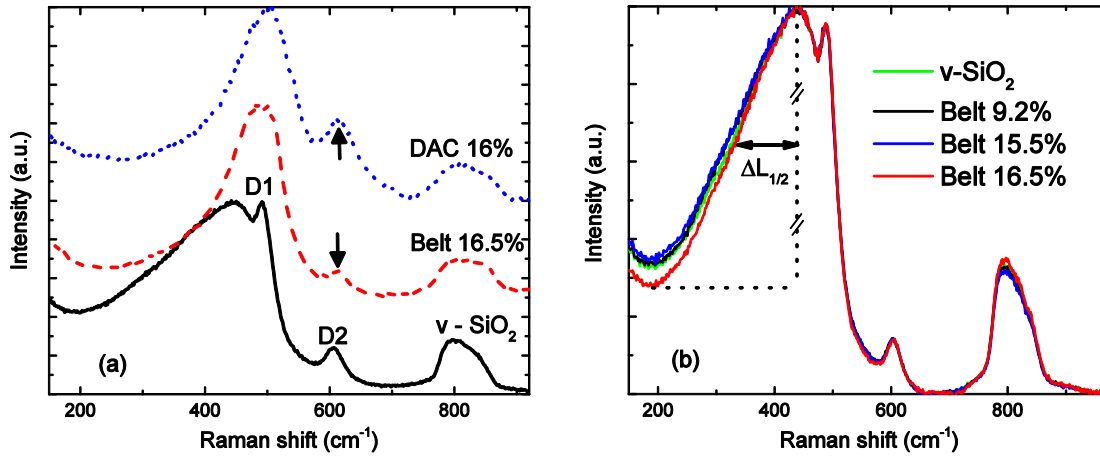 DAC 16%
D1
Belt 16.5%
D2
v - SiO₂
(a)
Intensity (a.u.)
200 400 600 800
Raman shift (cm⁻¹)
v-SiO₂
Belt 9.2%
Belt 15.5%
Belt 16.5%
ΔL₁/₂
(b)
Intensity (a.u.)
200 400 600 800
Raman shift (cm⁻¹)